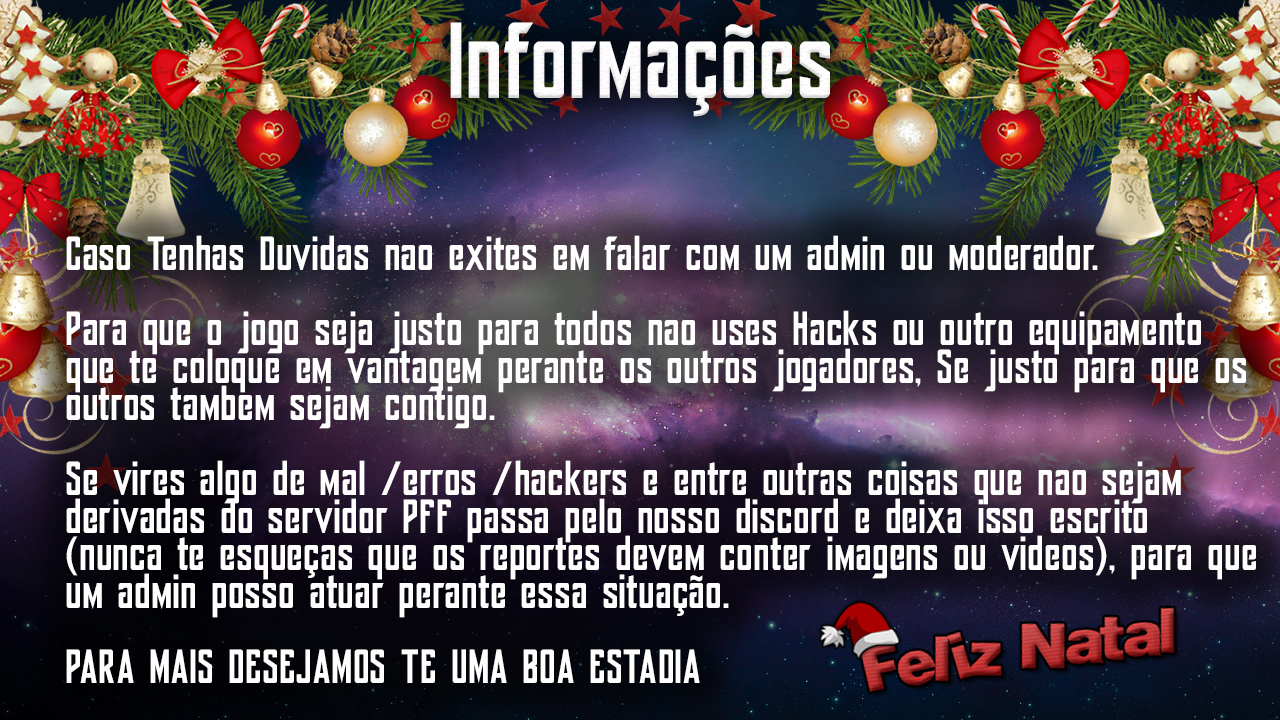 Informações
Caso Tenhas Duvidas nao exites em falar com um admin ou moderador.
Para que o jogo seja justo para todos nao uses Hacks ou outro equipamento
que te coloque em vantagem perante os outros jogadores, Se justo para que os
outros tambem sejam contigo.
Se vires algo de mal /erros /hackers e entre outras coisas que nao sejam
derivadas do servidor PFF passa pelo nosso discord e deixa isso escrito
(nunca te esqueças que os reportes devem conter imagens ou videos), para que
um admin posso atuar perante essa situação.
PARA MAIS DESEJAMOS TE UMA BOA ESTADIA
Feliz Natal